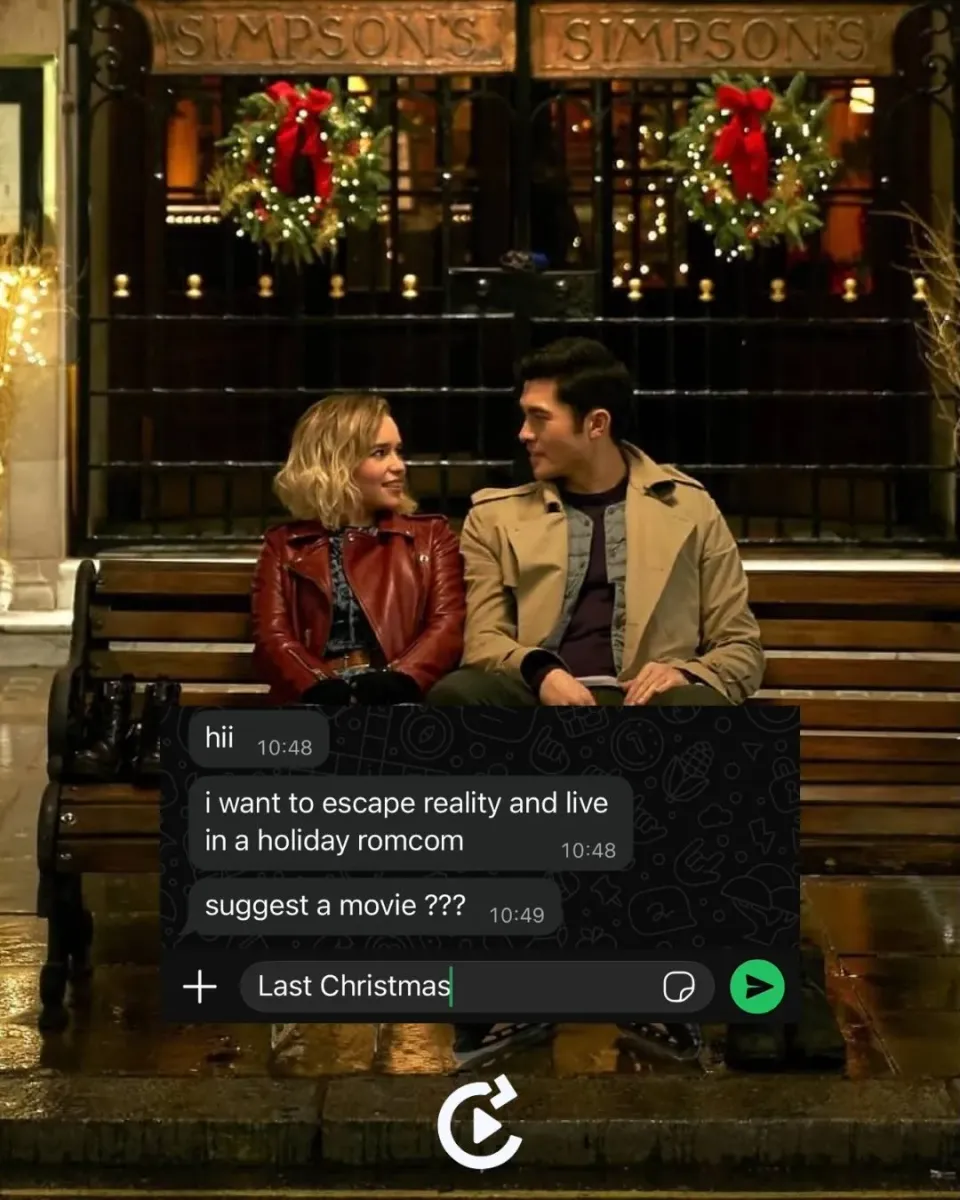 SIMPSON'S SIMPSON'S
hii 10:48
i want to escape reality and live
in a holiday romcom 10:48
suggest a movie ??? 10:49
Last Christmas